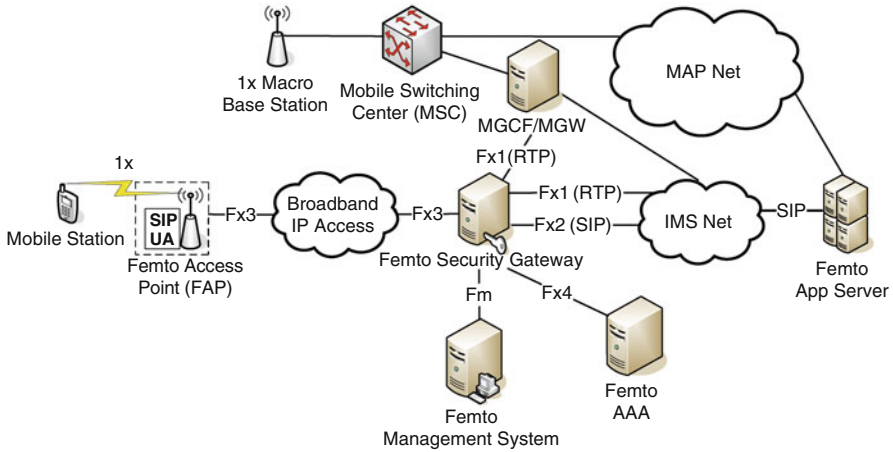 MAP Net
1x Macro
Base Station
Mobile Switching
Center (MSC)
MGCF/MGW
Fx1(RTP)
1x
SIP
UA
Mobile Station
Femto Access
Point (FAP)
Fx3
Broadband
IP Access
Fx3
Fx1 (RTP)
Fx2 (SIP)
IMS Net
SIP
Femto Security Gateway
Femto
App Server
Fm
Fx4
Femto
Management System
Femto
AAA